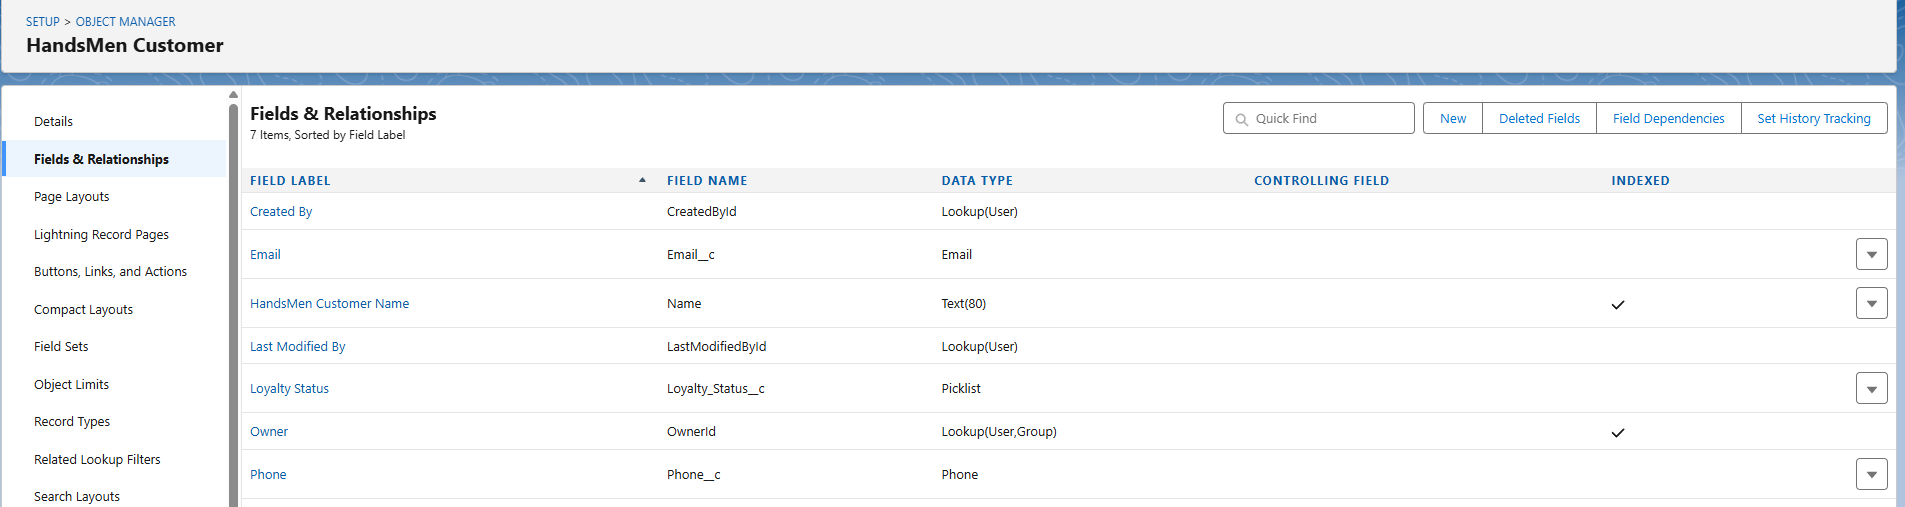 SETUP > OBJECT MANAGER
HandsMen Customer
Details
Fields & Relationships
Page Layouts
Lightning Record Pages
Buttons, Links, and Actions
Compact Layouts
Field Sets
Object Limits
Record Types
Related Lookup Filters
Search Layouts
Fields & Relationships
7 Items, Sorted by Field Label
Quick Find
New
Deleted Fields
Field Dependencies
Set History Tracking
FIELD LABEL FIELD NAME DATA TYPE CONTROLLING FIELD INDEXED
Created By CreatedById Lookup(User)
Email Email__c Email
HandsMen Customer Name Name Text(80)
Last Modified By LastModifiedById Lookup(User)
Loyalty Status Loyalty_Status__c Picklist
Owner OwnerId Lookup(User,Group)
Phone Phone__c Phone